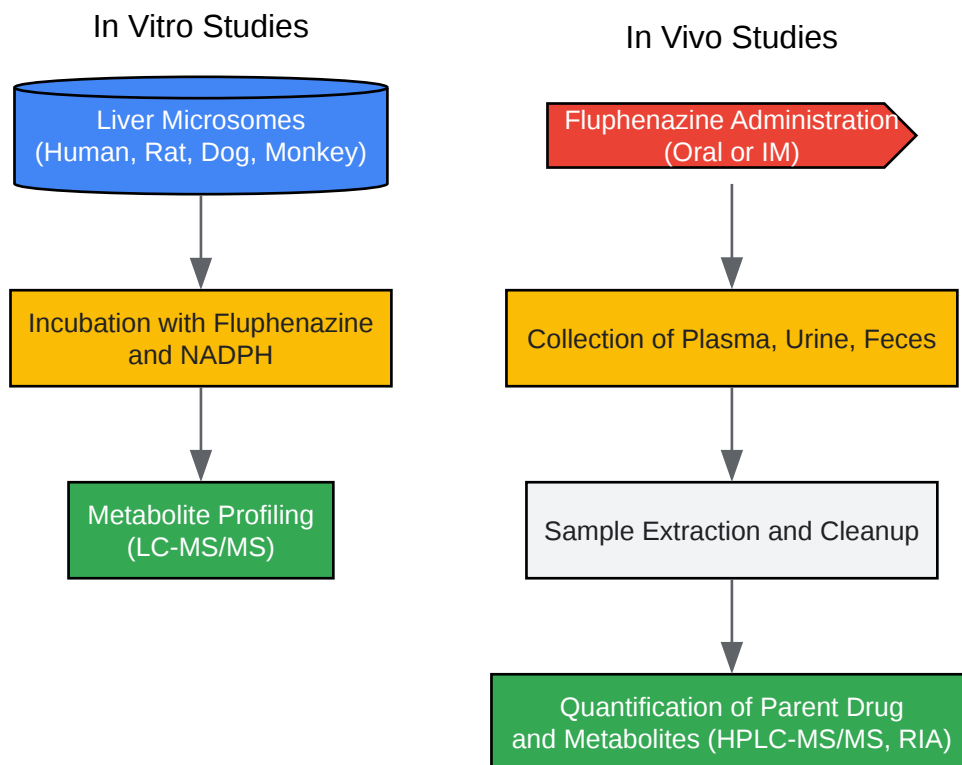 In Vitro Studies
Liver Microsomes
(Human, Rat, Dog, Monkey)
Incubation with Fluphenazine
and NADPH
Metabolite Profiling
(LC-MS/MS)
In Vivo Studies
Fluphenazine Administration
(Oral or IM)
Collection of Plasma, Urine, Feces
Sample Extraction and Cleanup
Quantification of Parent Drug
and Metabolites (HPLC-MS/MS, RIA)